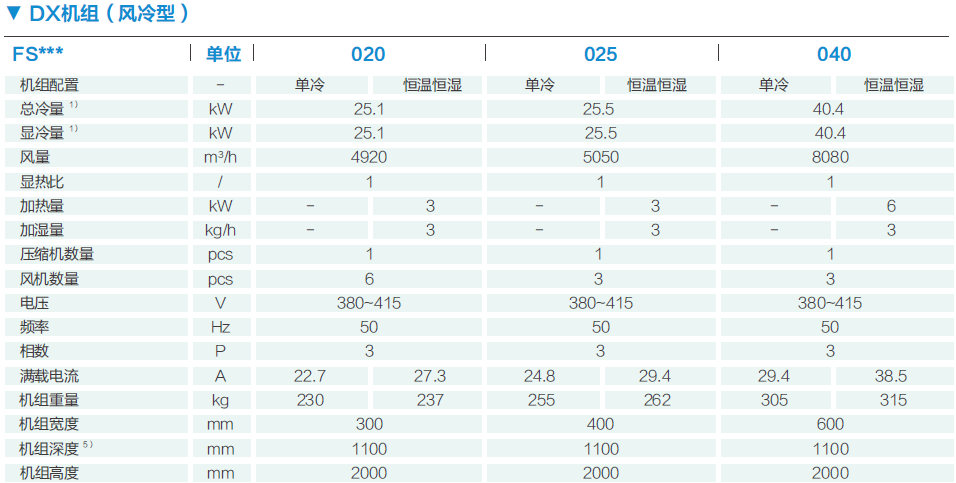 ▼ DX机组（风冷型）
FS*** 单位 020 025 040
机组配置 - 单冷 恒温恒湿 单冷 恒温恒湿 单冷 恒温恒湿
总冷量 1) kW 25.1 25.5 40.4
显冷量 1) kW 25.1 25.5 40.4
风量 m³/h 4920 5050 8080
显热比 / 1 1 1
加热量 kW - 3 - 3 - 6
加湿量 kg/h - 3 - 3 - 3
压缩机数量 pcs 1 1 1
风机数量 pcs 6 3 3
电压 V 380~415 380~415 380~415
频率 Hz 50 50 50
相数 P 3 3 3
满载电流 A 22.7 27.3 24.8 29.4 29.4 38.5
机组重量 kg 230 237 255 262 305 315
机组宽度 mm 300 400 600
机组深度 5) mm 1100 1100 1100
机组高度 mm 2000 2000 2000